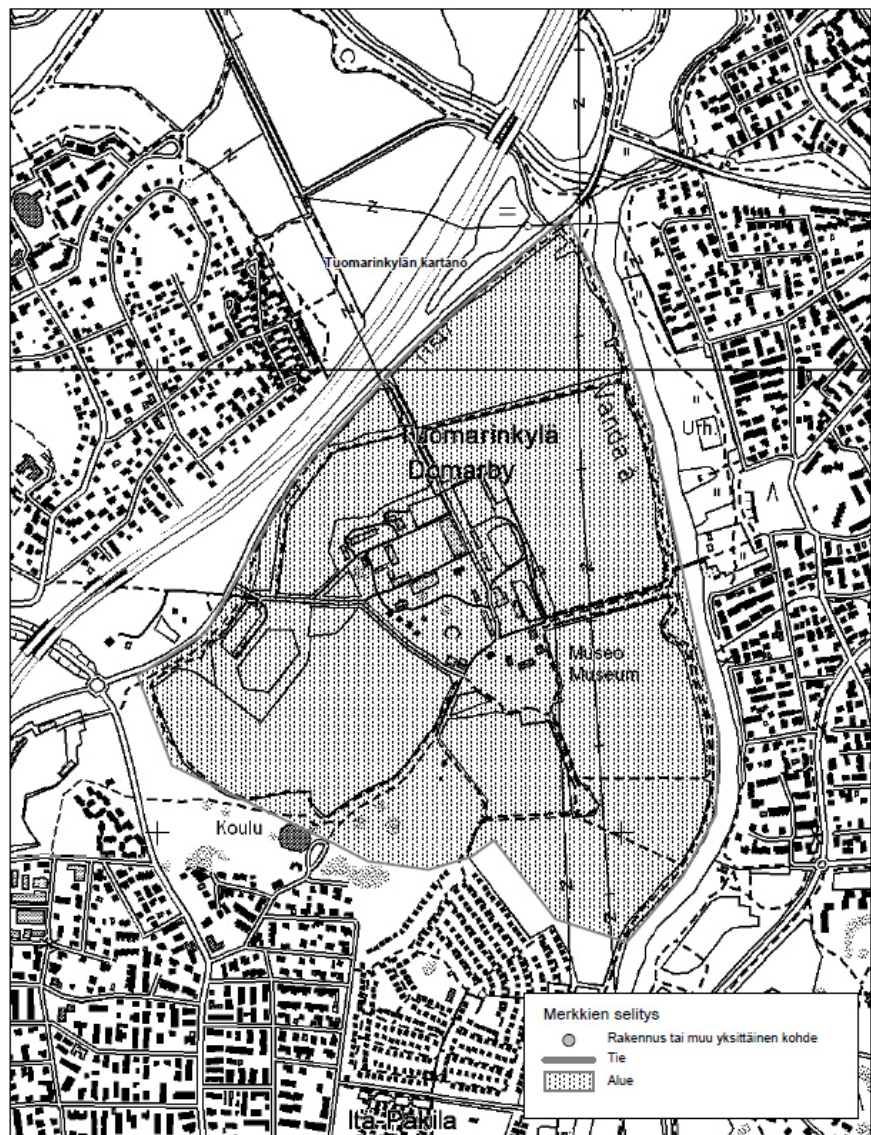 Tuomarinkylän kartano
Tuomarinkylä
Domarby
Vanda å
Urh.
Museo
Museum
Koulu
Itä-Pakila
Merkkien selitys
Rakennus tai muu yksittäinen kohde
Tie
Alue